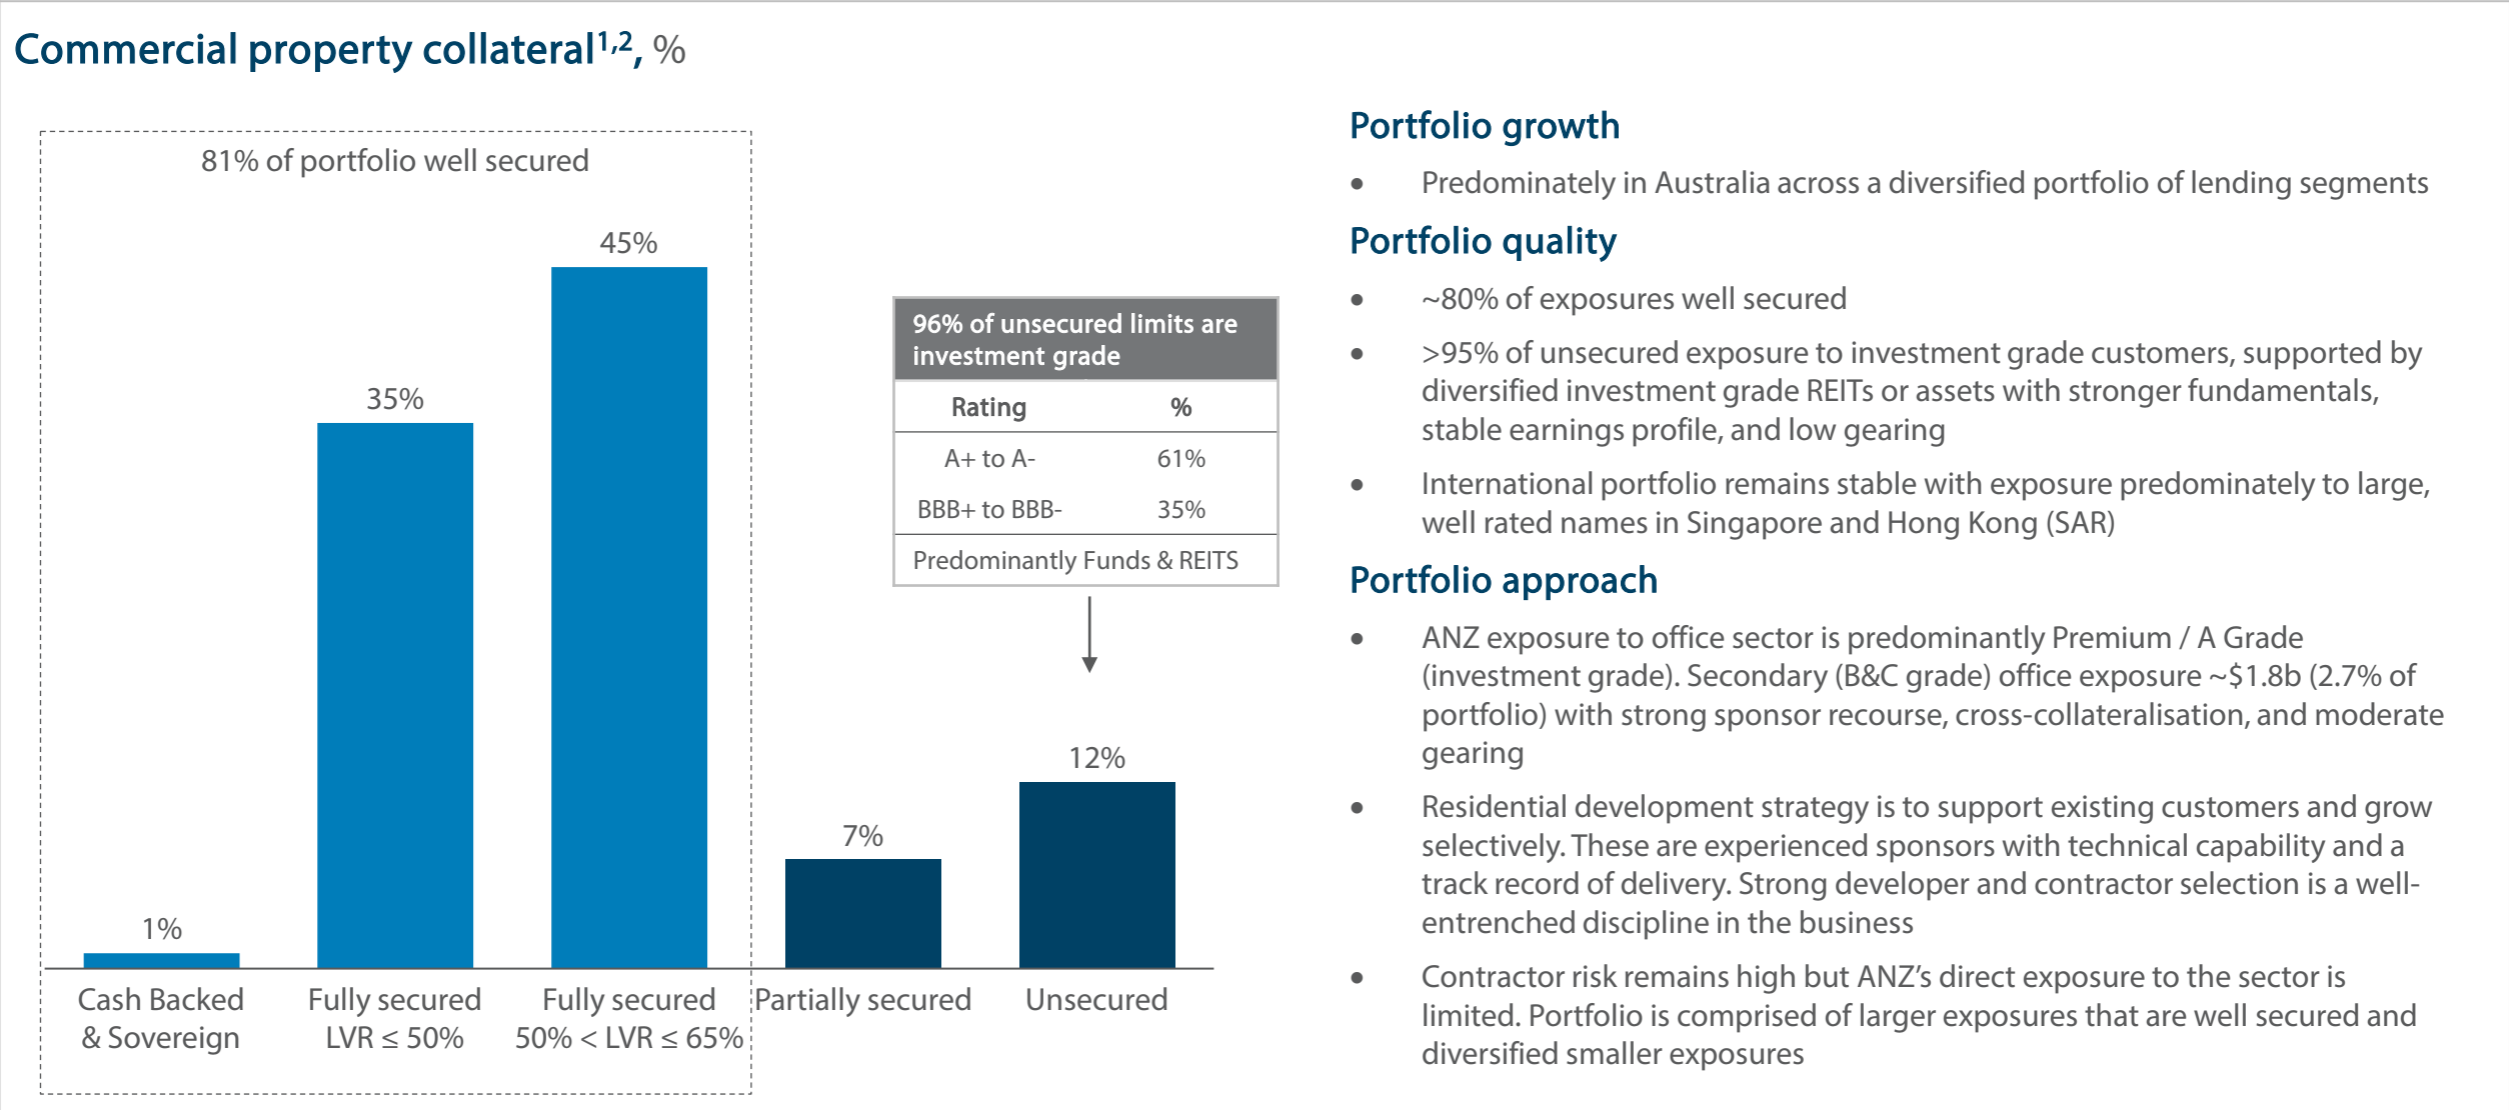 Commercial property collateral1,2, %
81% of portfolio well secured
1%
35%
45%
7%
12%
Cash Backed
& Sovereign
Fully secured
LVR ≤ 50%
Fully secured
50% < LVR ≤ 65%
Partially secured
Unsecured
96% of unsecured limits are
investment grade
Rating %
A+ to A- 61%
BBB+ to BBB- 35%
Predominantly Funds & REITS
Portfolio growth
• Predominately in Australia across a diversified portfolio of lending segments
Portfolio quality
• ~80% of exposures well secured
• >95% of unsecured exposure to investment grade customers, supported by
diversified investment grade REITs or assets with stronger fundamentals,
stable earnings profile, and low gearing
• International portfolio remains stable with exposure predominately to large,
well rated names in Singapore and Hong Kong (SAR)
Portfolio approach
• ANZ exposure to office sector is predominantly Premium / A Grade
(investment grade). Secondary (B&C grade) office exposure ~$1.8b (2.7% of
portfolio) with strong sponsor recourse, cross-collateralisation, and moderate
gearing
• Residential development strategy is to support existing customers and grow
selectively. These are experienced sponsors with technical capability and a
track record of delivery. Strong developer and contractor selection is a well-
entrenched discipline in the business
• Contractor risk remains high but ANZ’s direct exposure to the sector is
limited. Portfolio is comprised of larger exposures that are well secured and
diversified smaller exposures